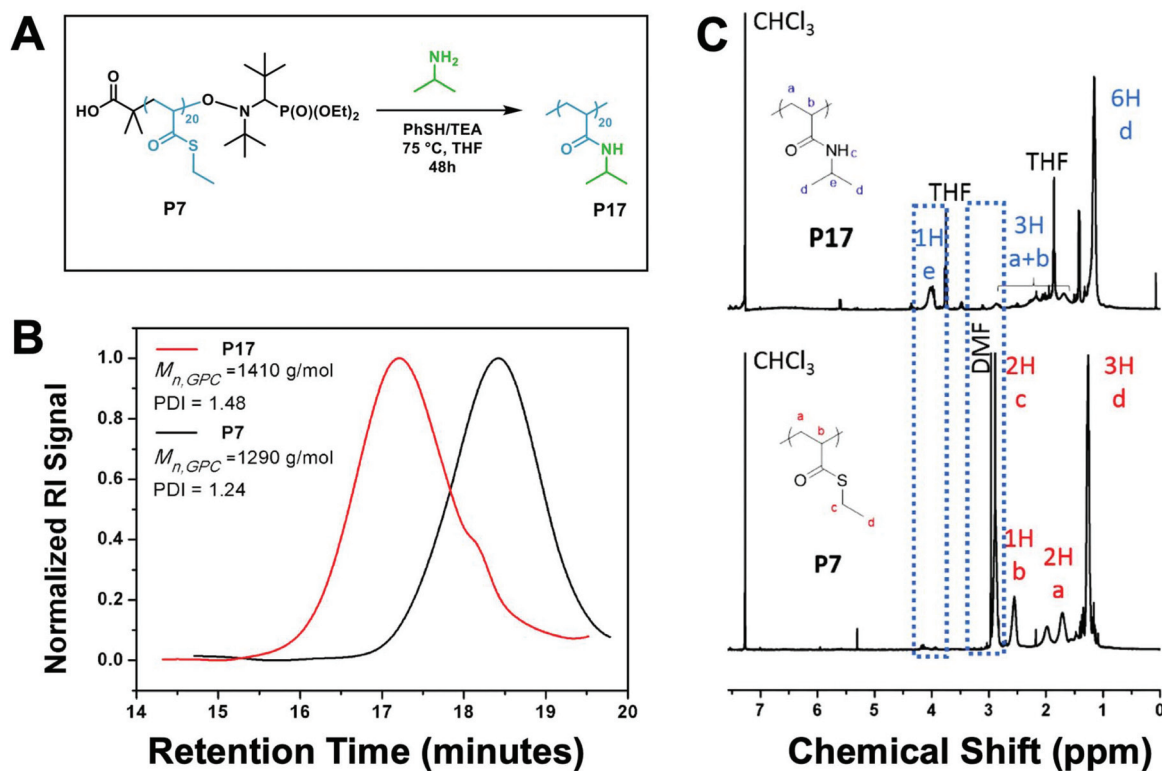 A
O
HO
20
O
S
O
N
P(O)(OEt)₂
P7
NH₂
PhSH/TEA
75 °C, THF
48h
20
O
NH
P17
B
P17
Mn,GPC =1410 g/mol
PDI = 1.48
P7
Mn,GPC =1290 g/mol
PDI = 1.24
Normalized RI Signal
1.0
0.8
0.6
0.4
0.2
0.0
14 15 16 17 18 19 20
Retention Time (minutes)
C
CHCl₃
a
b
20
O
NH c
d e d
P17
THF
1H
e
3H
a+b
THF
6H
d
CHCl₃
a
b
O
S
c
d
P7
DMF
2H
c
1H
b
2H
a
3H
d
7 6 5 4 3 2 1 0
Chemical Shift (ppm)